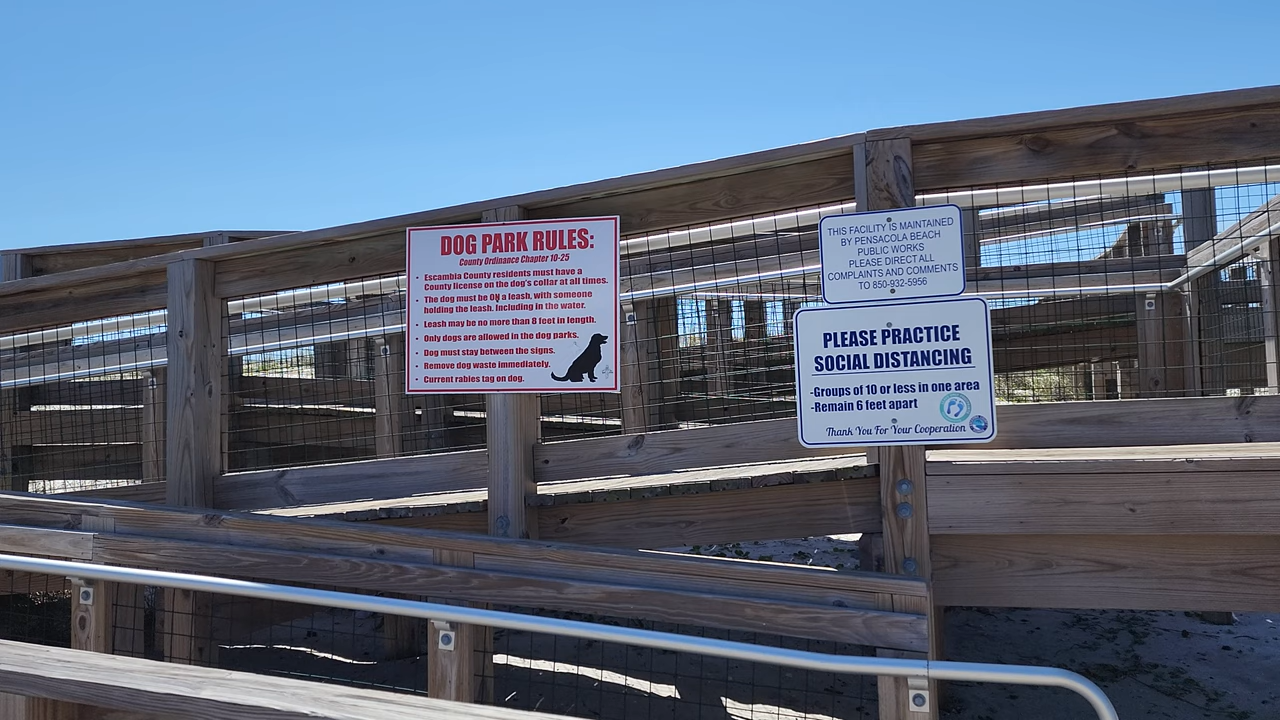 DOG PARK RULES:
County Ordinance Chapter 10-25
• Escambia County residents must have a
County license on the dog's collar at all times.
• The dog must be ON a leash, with someone
holding the leash. Including in the water.
• Leash may be no more than 8 feet in length.
• Only dogs are allowed in the dog parks.
• Dog must stay between the signs.
• Remove dog waste immediately.
• Current rabies tag on dog.
THIS FACILITY IS MAINTAINED
BY PENSACOLA BEACH
PUBLIC WORKS
PLEASE DIRECT ALL
COMPLAINTS AND COMMENTS
TO 850-932-5956
PLEASE PRACTICE
SOCIAL DISTANCING
-Groups of 10 or less in one area
-Remain 6 feet apart
Thank You For Your Cooperation